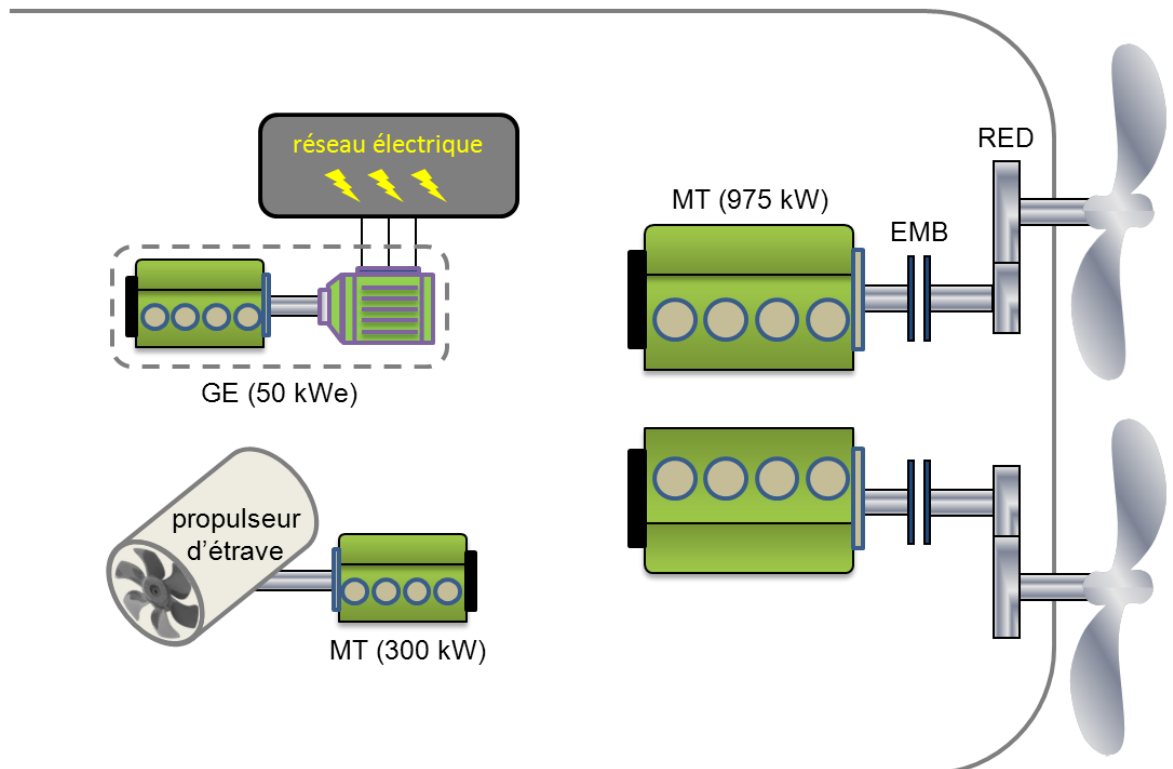 réseau électrique
RED
MT (975 kW)
EMB
GE (50 kWe)
propulseur
d'étrave
MT (300 kW)